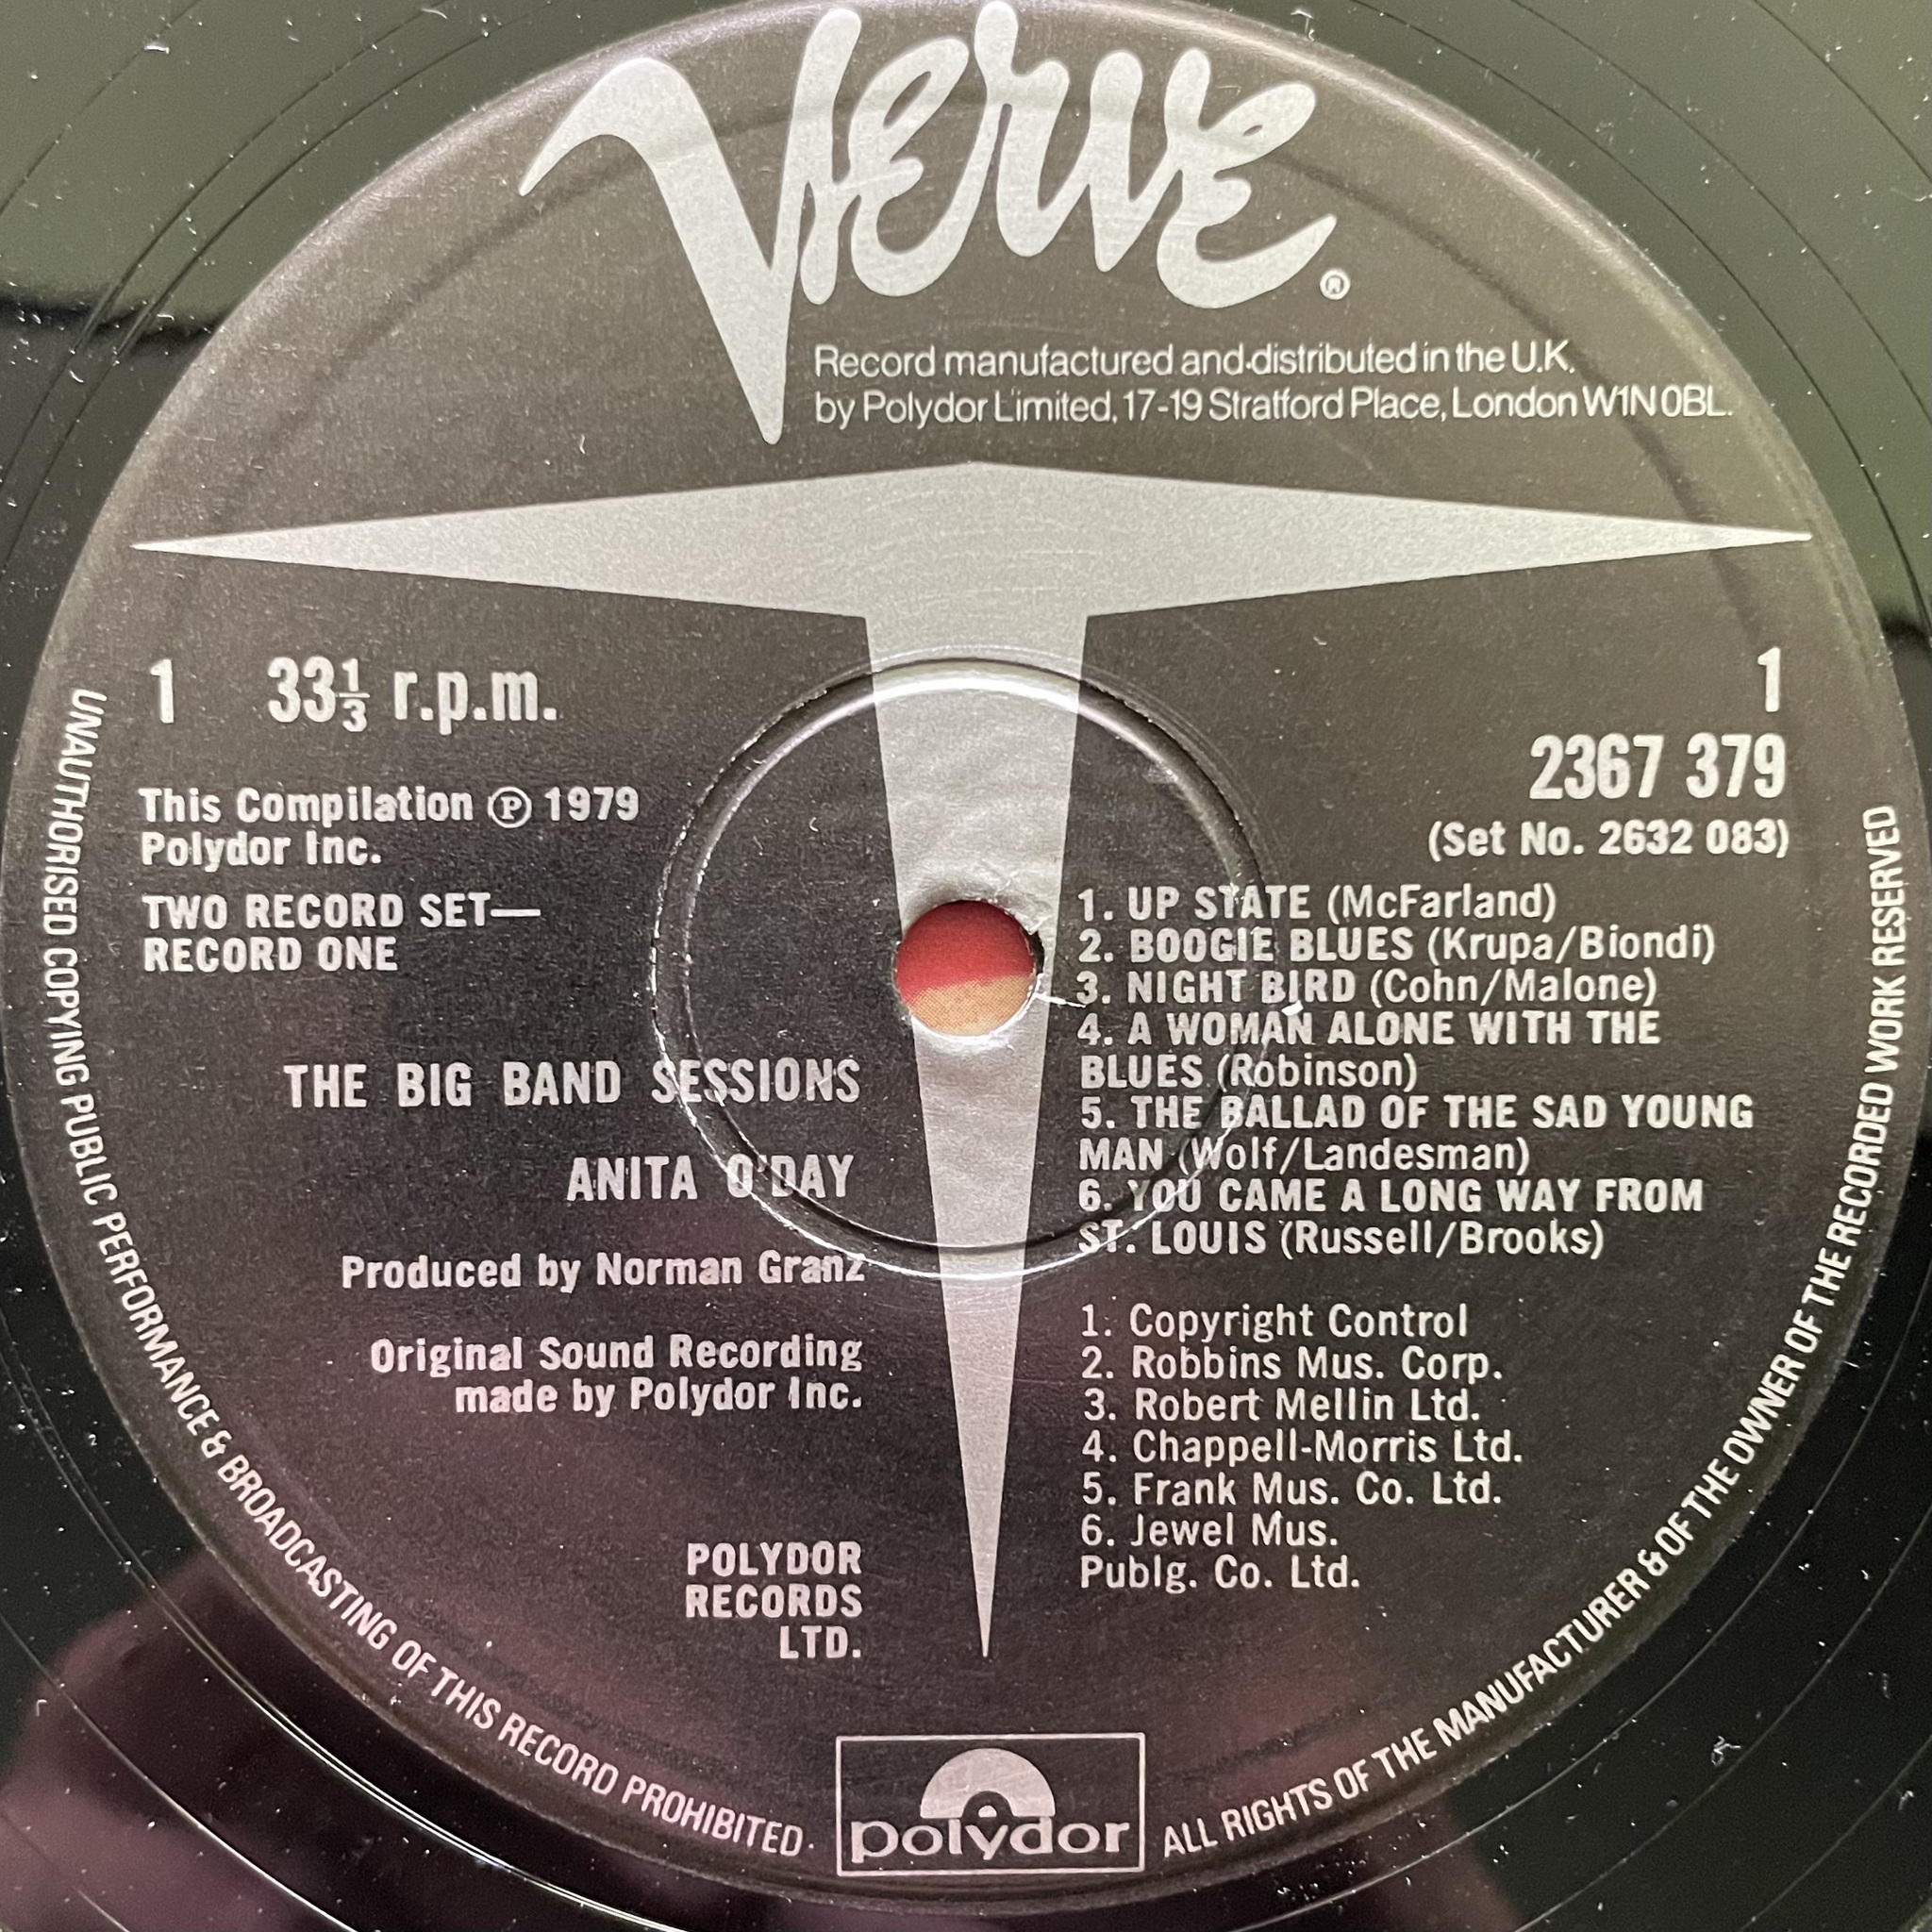 Verve®
Record manufactured and distributed in the U.K.
by Polydor Limited, 17-19 Stratford Place, London W1N 0BL.
1 33⅓ r.p.m.
This Compilation ℗ 1979
Polydor Inc.
TWO RECORD SET—
RECORD ONE
THE BIG BAND SESSIONS
ANITA O'DAY
Produced by Norman Granz
Original Sound Recording
made by Polydor Inc.
POLYDOR
RECORDS
LTD.
1
2367 379
(Set No. 2632 083)
1. UP STATE (McFarland)
2. BOOGIE BLUES (Krupa/Biondi)
3. NIGHT BIRD (Cohn/Malone)
4. A WOMAN ALONE WITH THE
BLUES (Robinson)
5. THE BALLAD OF THE SAD YOUNG
MAN (Wolf/Landesman)
6. YOU CAME A LONG WAY FROM
ST. LOUIS (Russell/Brooks)
1. Copyright Control
2. Robbins Mus. Corp.
3. Robert Mellin Ltd.
4. Chappell-Morris Ltd.
5. Frank Mus. Co. Ltd.
6. Jewel Mus.
Publg. Co. Ltd.
UNAUTHORISED COPYING PUBLIC PERFORMANCE & BROADCASTING OF THIS RECORD PROHIBITED.
polydor
ALL RIGHTS OF THE MANUFACTURER & OF THE OWNER OF THE RECORDED WORK RESERVED